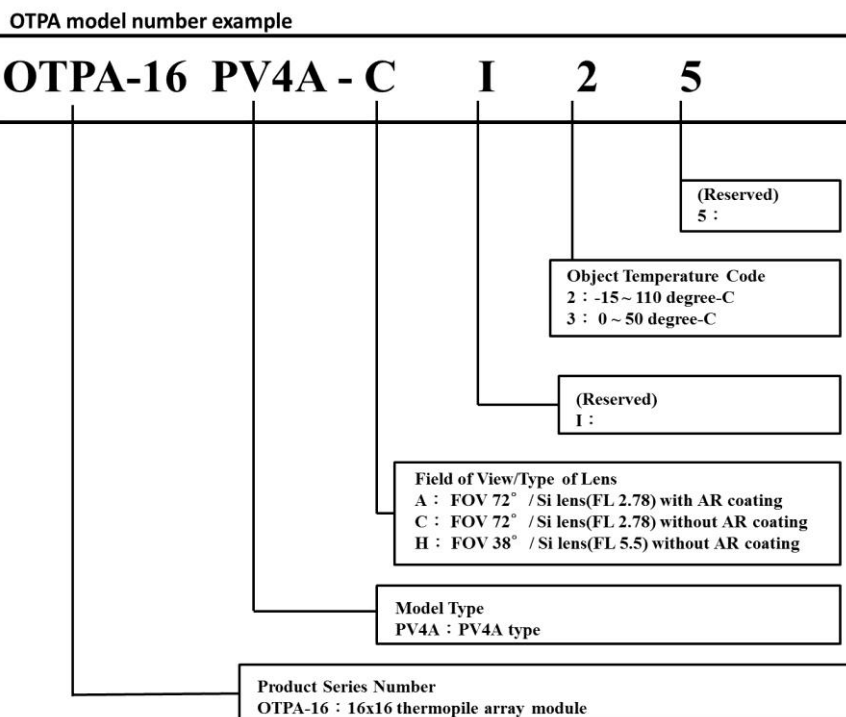 OTPA model number example
OTPA-16 PV4A - C I 2 5
(Reserved)
5：
Object Temperature Code
2：-15 ~ 110 degree-C
3： 0 ~ 50 degree-C
(Reserved)
I：
Field of View/Type of Lens
A： FOV 72° / Si lens(FL 2.78) with AR coating
C： FOV 72° / Si lens(FL 2.78) without AR coating
H： FOV 38° / Si lens(FL 5.5) without AR coating
Model Type
PV4A：PV4A type
Product Series Number
OTPA-16：16x16 thermopile array module